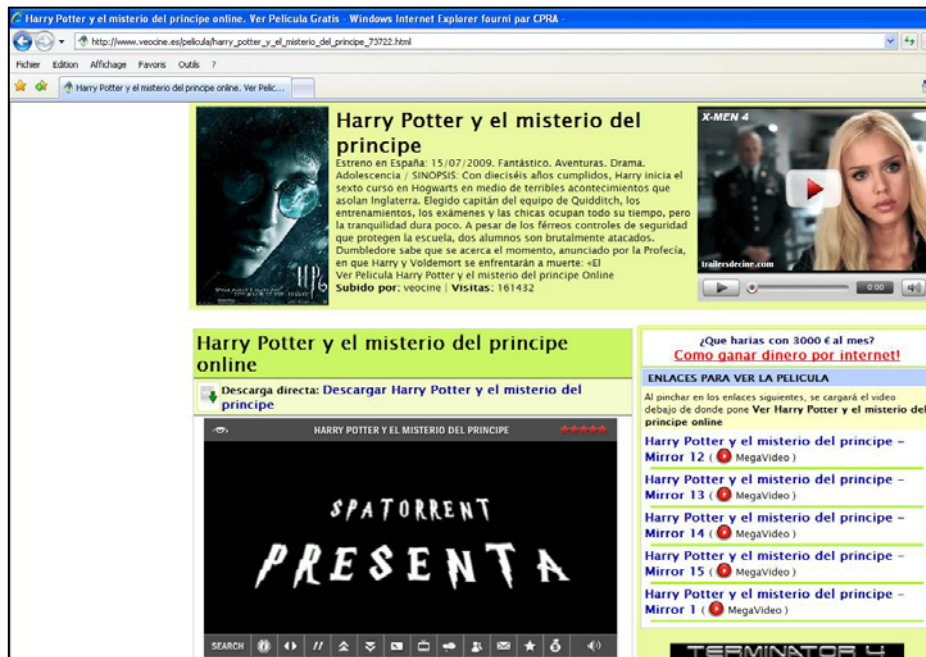 Harry Potter y el misterio del principe online. Ver Pelicula Gratis - Windows Internet Explorer fourni par CPRA -
http://www.veocine.es/pelicula/harry_potter_y_el_misterio_del_principe_73722.html
Fichier Edition Affichage Favoris Outils ?
Harry Potter y el misterio del principe online. Ver Pelic...
Harry Potter y el misterio del
principe
Estreno en España: 15/07/2009. Fantástico. Aventuras. Drama.
Adolescencia / SINOPSIS: Con dieciséis años cumplidos, Harry inicia el
sexto curso en Hogwarts en medio de terribles acontecimientos que
asolan Inglaterra. Elegido capitán del equipo de Quidditch, los
entrenamientos, los exámenes y las chicas ocupan todo su tiempo, pero
la tranquilidad dura poco. A pesar de los férreos controles de seguridad
que protegen la escuela, dos alumnos son brutalmente atacados.
Dumbledore sabe que se acerca el momento, anunciado por la Profecía,
en que Harry y Voldemort se enfrentarán a muerte: «El
Ver Pelicula Harry Potter y el misterio del principe Online
Subido por: veocine | Visitas: 161432
HP6
X-MEN 4
trailersdecine.com
0:00
Harry Potter y el misterio del principe
online
Descarga directa: Descargar Harry Potter y el misterio del
principe
HARRY POTTER Y EL MISTERIO DEL PRINCIPE
SPATORRENT
PRESENTA
SEARCH
¿Que harias con 3000 € al mes?
Como ganar dinero por internet!
ENLACES PARA VER LA PELICULA
Al pinchar en los enlaces siguientes, se cargará el video
debajo de donde pone Ver Harry Potter y el misterio del
principe online
Harry Potter y el misterio del principe -
Mirror 12 ( MegaVideo )
Harry Potter y el misterio del principe -
Mirror 13 ( MegaVideo )
Harry Potter y el misterio del principe -
Mirror 14 ( MegaVideo )
Harry Potter y el misterio del principe -
Mirror 15 ( MegaVideo )
Harry Potter y el misterio del principe -
Mirror 1 ( MegaVideo )
TERMINATOR 4